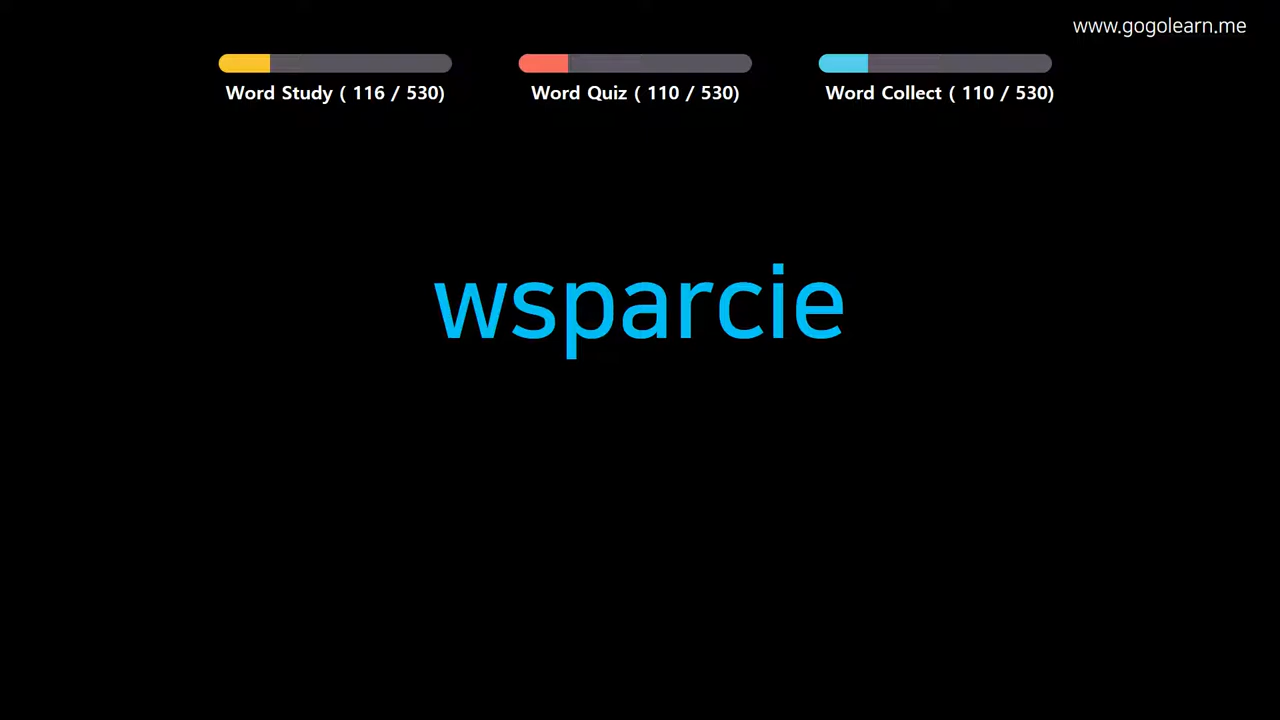 www.gogolearn.me
Word Study ( 116 / 530)
Word Quiz ( 110 / 530)
Word Collect ( 110 / 530)
wsparcie